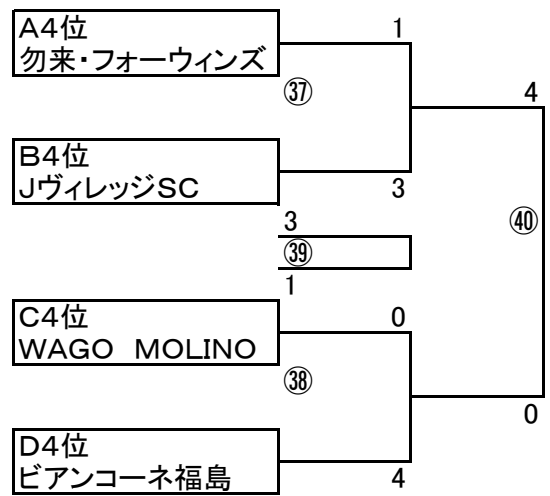 A4位
勿来・フォーウィンズ
1
㊲
4
B4位
JヴィレッジSC
3
㊵
3
㊴
1
C4位
WAGO　MOLINO
0
㊳
0
D4位
ビアンコーネ福島
4